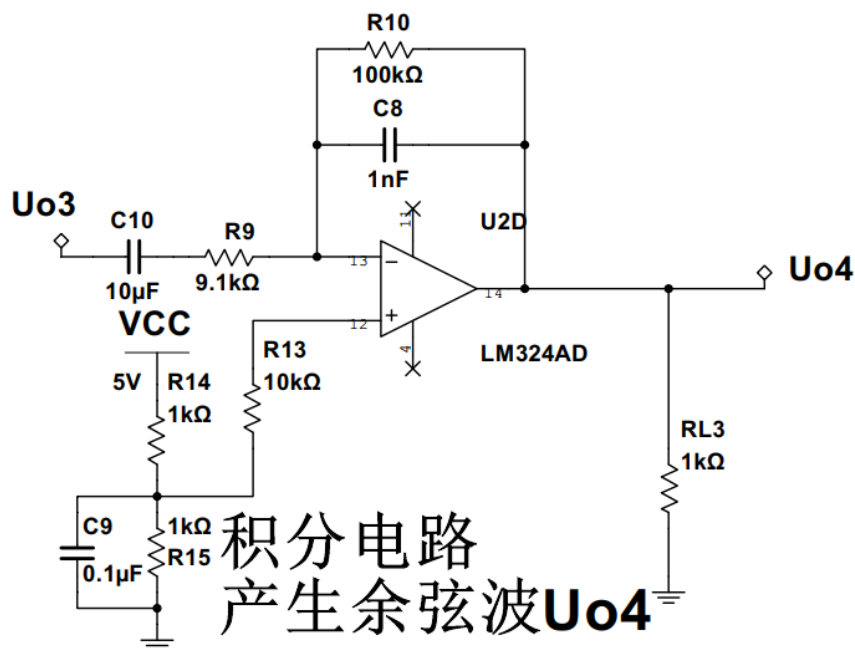 R10
100kΩ
C8
1nF
Uo3
C10
10μF
R9
9.1kΩ
11
U2D
13
12
14
4
LM324AD
Uo4
VCC
5V
R14
1kΩ
R13
10kΩ
RL3
1kΩ
C9
0.1μF
1kΩ
R15
积分电路
产生余弦波Uo4